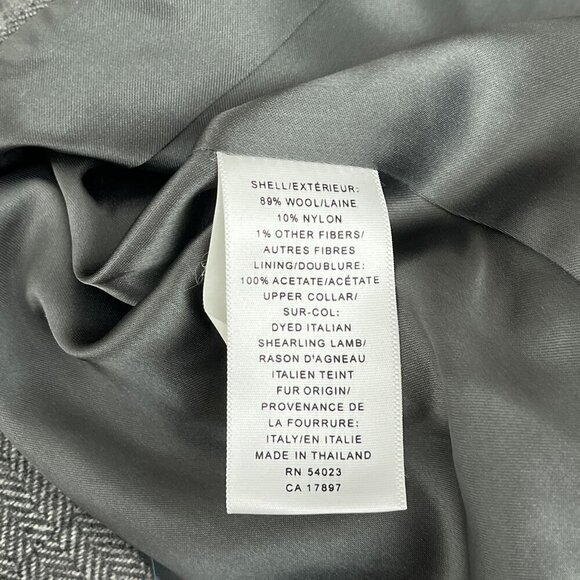 SHELL/EXTÉRIEUR:
89% WOOL/LAINE
10% NYLON
1% OTHER FIBERS/
AUTRES FIBRES
LINING/DOUBLURE:
100% ACETATE/ACÉTATE
UPPER COLLAR/
SUR-COL:
DYED ITALIAN
SHEARLING LAMB/
RASON D'AGNEAU
ITALIEN TEINT
FUR ORIGIN/
PROVENANCE DE
LA FOURRURE:
ITALY/EN ITALIE
MADE IN THAILAND
RN 54023
CA 17897